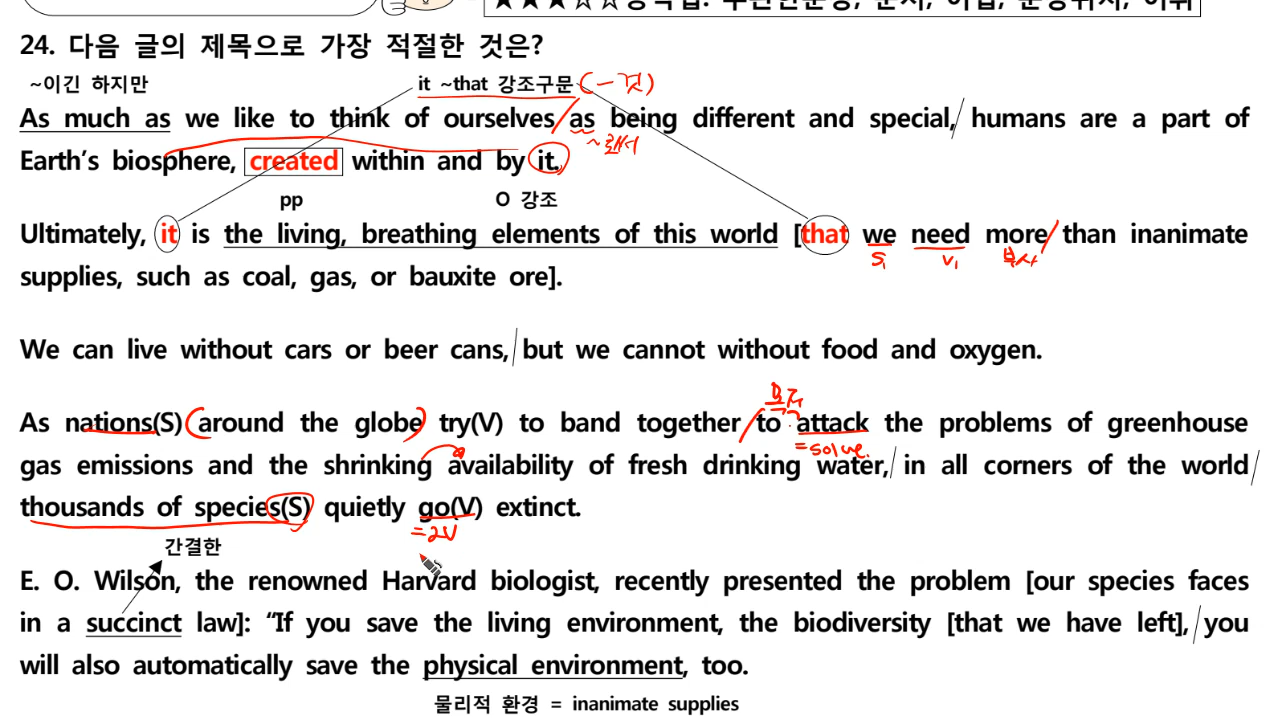 24. 다음 글의 제목으로 가장 적절한 것은?
~이긴 하지만 it ~that 강조구문 (-것)
As much as we like to think of ourselves as being different and special, humans are a part of
~로서
Earth's biosphere, created within and by it.
pp O 강조
Ultimately, it is the living, breathing elements of this world [that we need more than inanimate
S₁ V₁ 부사
supplies, such as coal, gas, or bauxite ore].
We can live without cars or beer cans, but we cannot without food and oxygen.
As nations(S) (around the globe) try(V) to band together to attack the problems of greenhouse
=solve
gas emissions and the shrinking availability of fresh drinking water, in all corners of the world
thousands of species(S) quietly go(V) extinct.
=2V
간결한
E. O. Wilson, the renowned Harvard biologist, recently presented the problem [our species faces
in a succinct law]: “If you save the living environment, the biodiversity [that we have left], you
will also automatically save the physical environment, too.
물리적 환경 = inanimate supplies